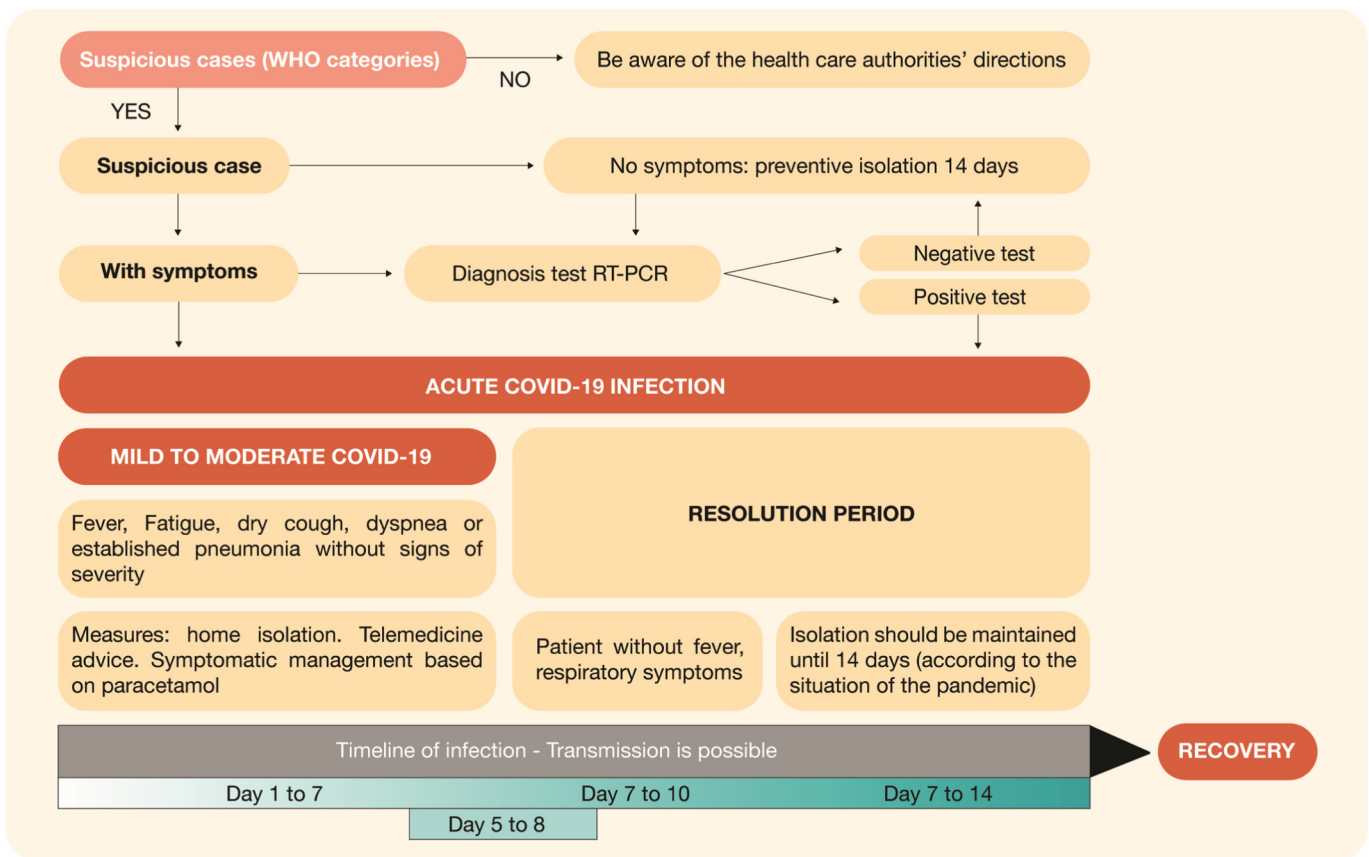 Suspicious cases (WHO categories)
NO
Be aware of the health care authorities’ directions
YES
Suspicious case
No symptoms: preventive isolation 14 days
With symptoms
Diagnosis test RT-PCR
Negative test
Positive test
ACUTE COVID-19 INFECTION
MILD TO MODERATE COVID-19
RESOLUTION PERIOD
Fever, Fatigue, dry cough, dyspnea or
established pneumonia without signs of
severity
Measures: home isolation. Telemedicine
advice. Symptomatic management based
on paracetamol
Patient without fever,
respiratory symptoms
Isolation should be maintained
until 14 days (according to the
situation of the pandemic)
Timeline of infection - Transmission is possible
RECOVERY
Day 1 to 7
Day 7 to 10
Day 7 to 14
Day 5 to 8